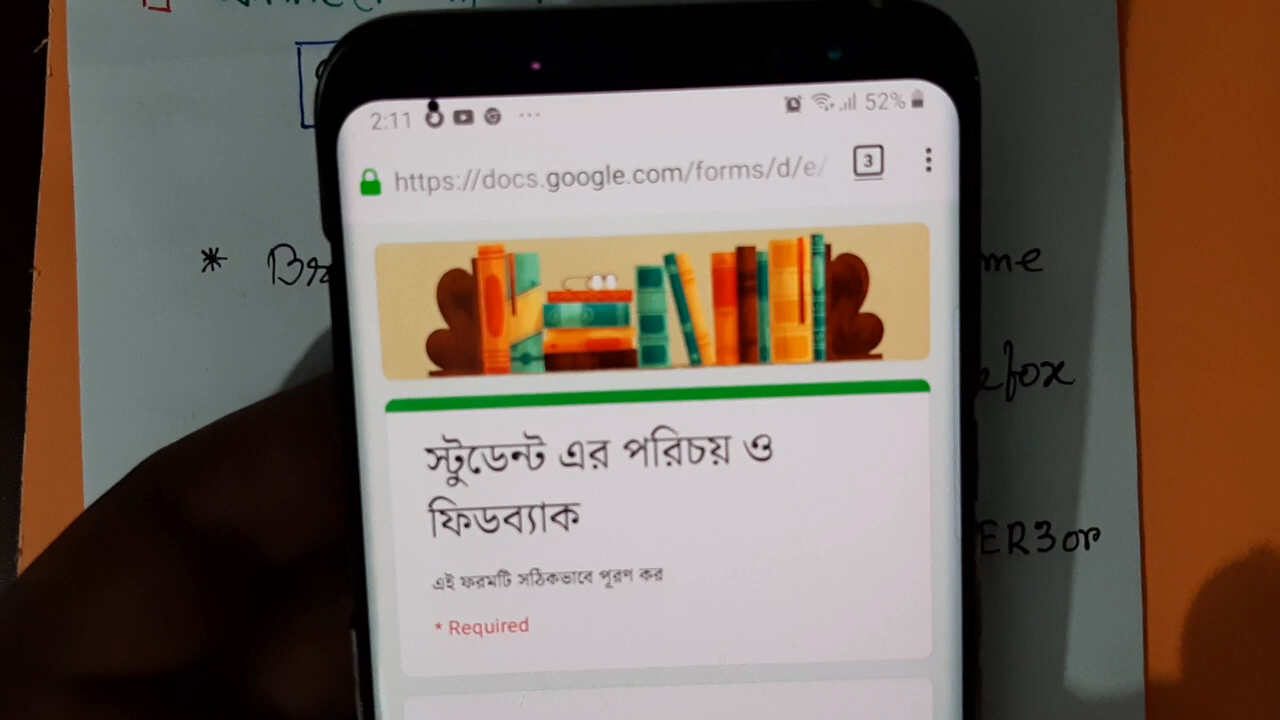 2:11 ... 52%
https://docs.google.com/forms/d/e/
3
* Br
me
স্টুডেন্ট এর পরিচয় ও
ফিডব্যাক
efox
এই ফরমটি সঠিকভাবে পূরণ কর
ER3or
* Required